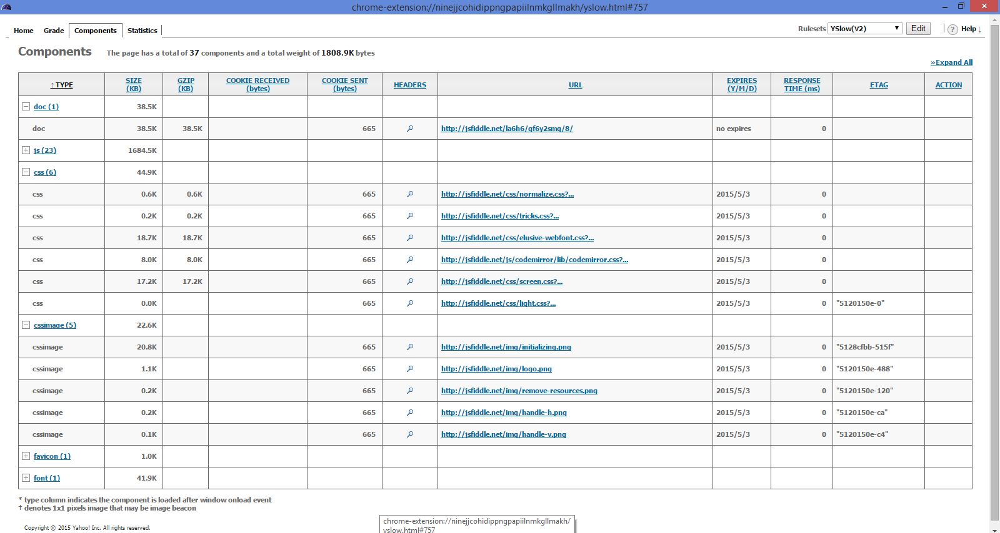 chrome-extension://ninejjcohidippngpapiilnmkgllmakh/yslow.html#757
Home Grade Components Statistics Rulesets YSlow(V2) Edit ? Help ↓
Components The page has a total of 37 components and a total weight of 1808.9K bytes
»Expand All
↑ TYPE SIZE (KB) GZIP (KB) COOKIE RECEIVED (bytes) COOKIE SENT (bytes) HEADERS URL EXPIRES (Y/M/D) RESPONSE TIME (ms) ETAG ACTION
doc (1) 38.5K
doc 38.5K 38.5K 665 http://jsfiddle.net/la6h6/qf6y2smg/8/ no expires 0
js (23) 1684.5K
css (6) 44.9K
css 0.6K 0.6K 665 http://jsfiddle.net/css/normalize.css?... 2015/5/3 0
css 0.2K 0.2K 665 http://jsfiddle.net/css/tricks.css?... 2015/5/3 0
css 18.7K 18.7K 665 http://jsfiddle.net/css/elusive-webfont.css?... 2015/5/3 0
css 8.0K 8.0K 665 http://jsfiddle.net/js/codemirror/lib/codemirror.css?... 2015/5/3 0
css 17.2K 17.2K 665 http://jsfiddle.net/css/screen.css?... 2015/5/3 0
css 0.0K 665 http://jsfiddle.net/css/light.css?... 2015/5/3 0 "5120150e-0"
cssimage (5) 22.6K
cssimage 20.8K 665 http://jsfiddle.net/img/initializing.png 2015/5/3 0 "5128cfbb-515f"
cssimage 1.1K 665 http://jsfiddle.net/img/logo.png 2015/5/3 0 "5120150e-488"
cssimage 0.2K 665 http://jsfiddle.net/img/remove-resources.png 2015/5/3 0 "5120150e-120"
cssimage 0.2K 665 http://jsfiddle.net/img/handle-h.png 2015/5/3 0 "5120150e-ca"
cssimage 0.1K 665 http://jsfiddle.net/img/handle-v.png 2015/5/3 0 "5120150e-c4"
favicon (1) 1.0K
font (1) 41.9K
* type column indicates the component is loaded after window onload event
† denotes 1x1 pixels image that may be image beacon
Copyright © 2015 Yahoo! Inc. All rights reserved.
chrome-extension://ninejjcohidippngpapiilnmkgllmakh/
yslow.html#757